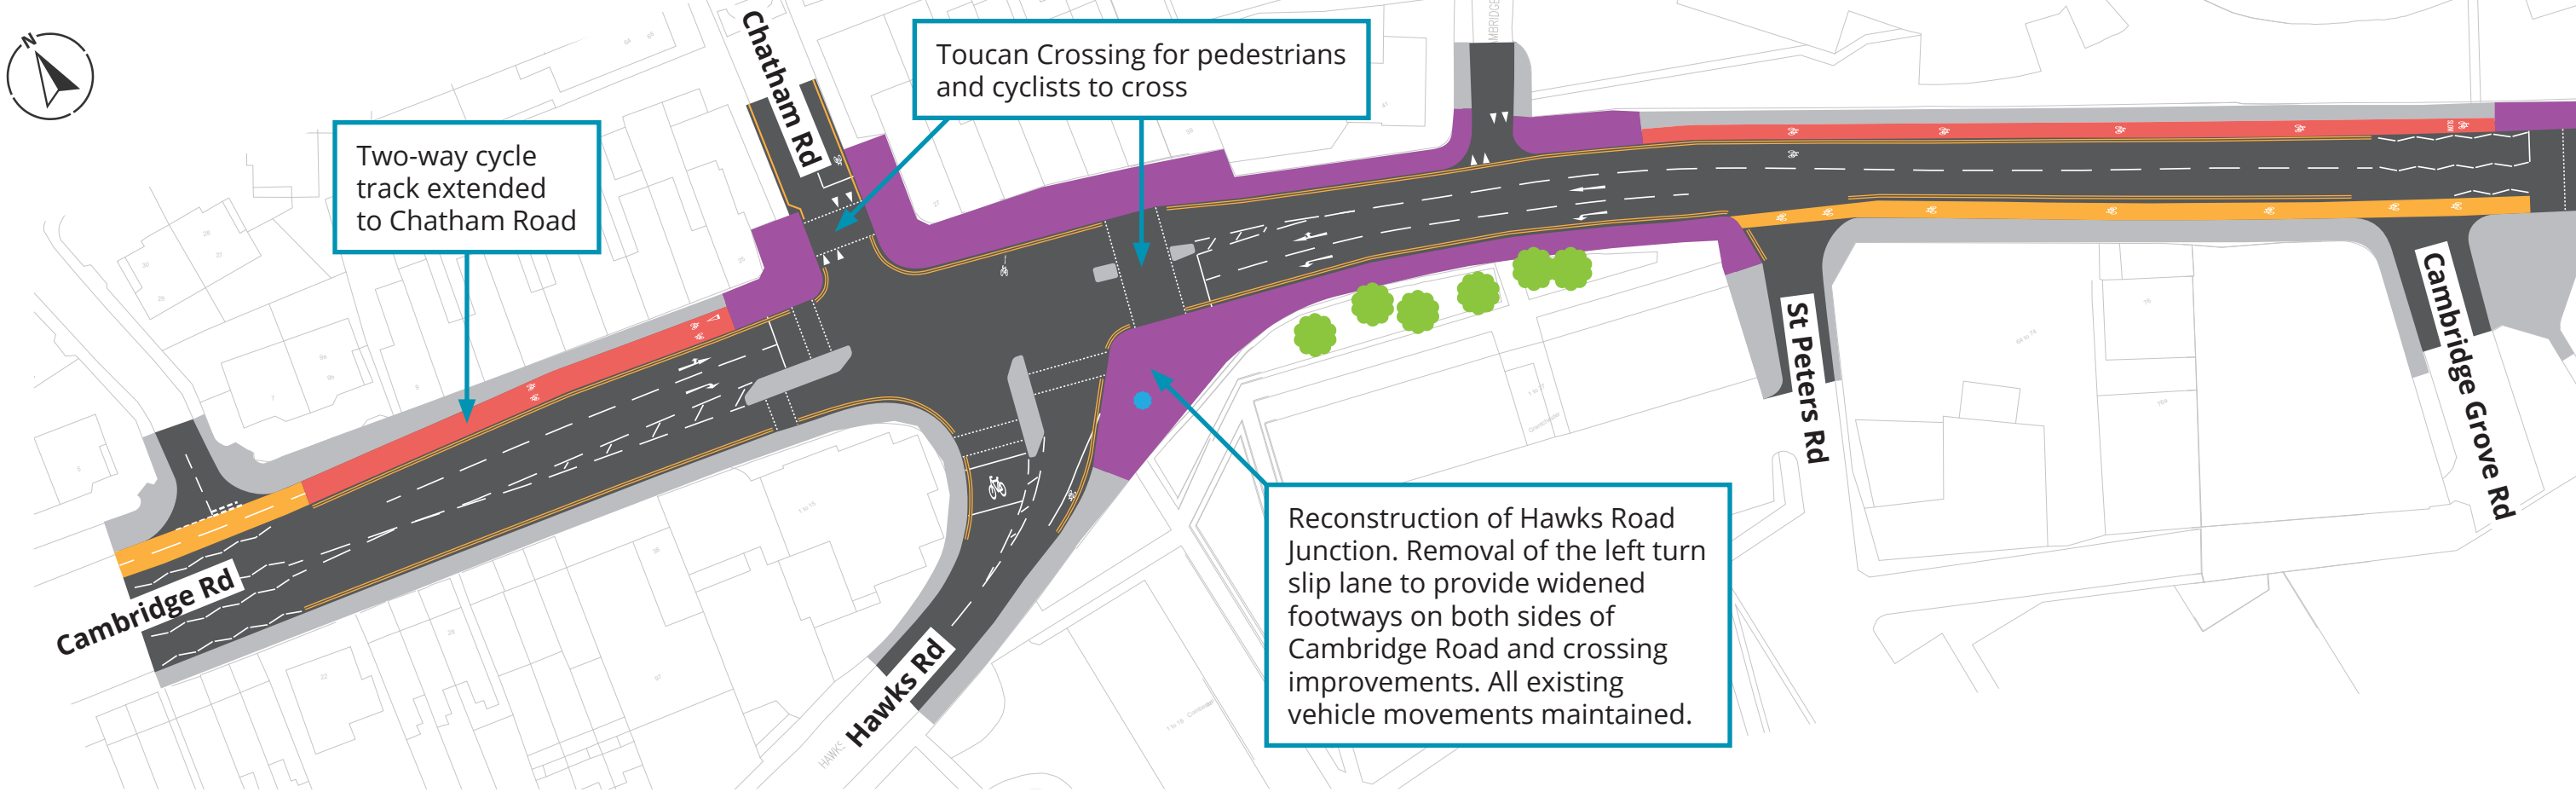 N
Chatham Rd
Toucan Crossing for pedestrians
and cyclists to cross
Two-way cycle
track extended
to Chatham Road
SLOW
St Peters Rd
Cambridge Grove Rd
Reconstruction of Hawks Road
Junction. Removal of the left turn
slip lane to provide widened
footways on both sides of
Cambridge Road and crossing
improvements. All existing
vehicle movements maintained.
Cambridge Rd
Hawks Rd
HAWKS